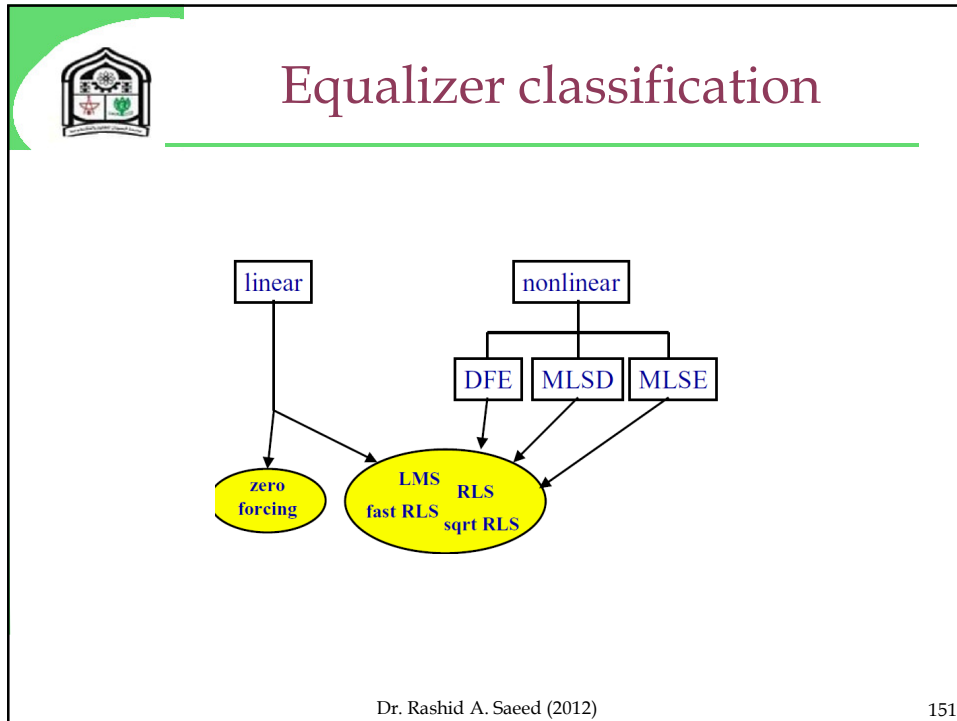 Equalizer classification
linear
nonlinear
DFE
MLSD
MLSE
zero
forcing
LMS
RLS
fast RLS
sqrt RLS
Dr. Rashid A. Saeed (2012)
151